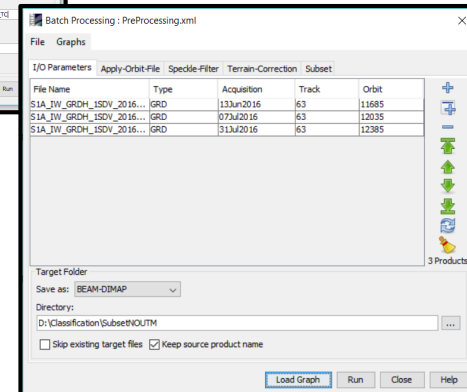 _TC
Run
Batch Processing : PreProcessing.xml
File Graphs
I/O Parameters Apply-Orbit-File Speckle-Filter Terrain-Correction Subset
File Name Type Acquisition Track Orbit
S1A_IW_GRDH_1SDV_2016... GRD 13Jun2016 63 11685
S1A_IW_GRDH_1SDV_2016... GRD 07Jul2016 63 12035
S1A_IW_GRDH_1SDV_2016... GRD 31Jul2016 63 12385
3 Products
Target Folder
Save as: BEAM-DIMAP
Directory:
D:\Classification\SubsetNOUTM
...
Skip existing target files Keep source product name
Load Graph Run Close Help